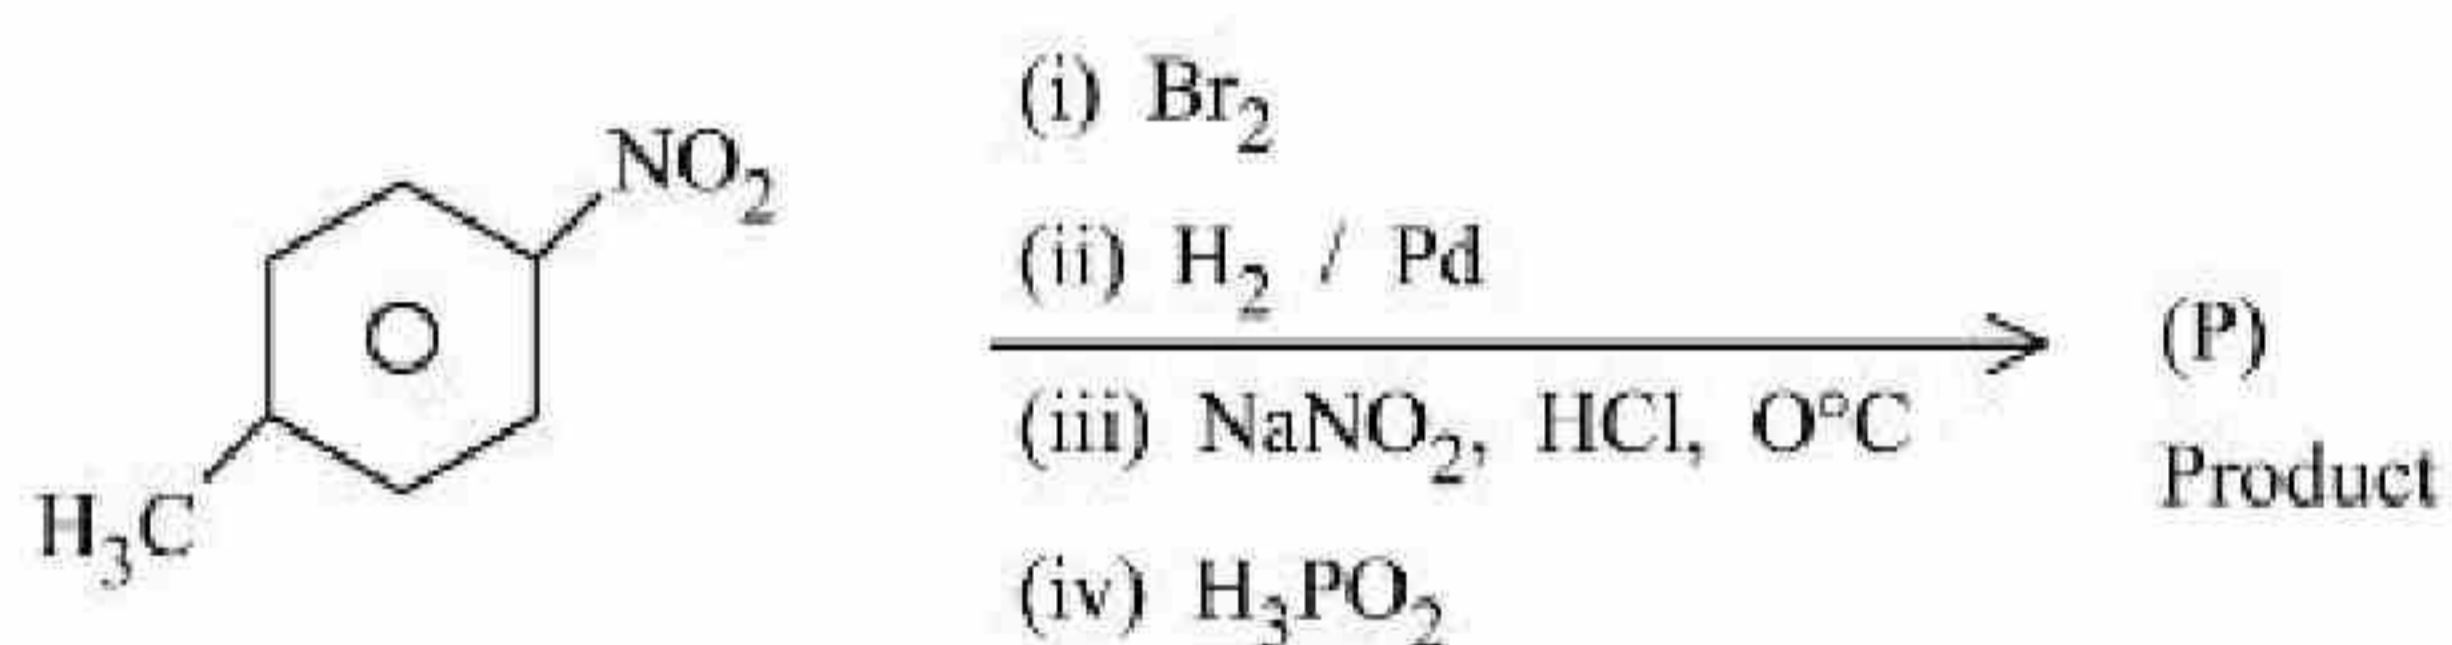 NO₂
H₃C
(i) Br₂
(ii) H₂ / Pd
(iii) NaNO₂, HCl, O°C
(iv) H₃PO₂
(P)
Product